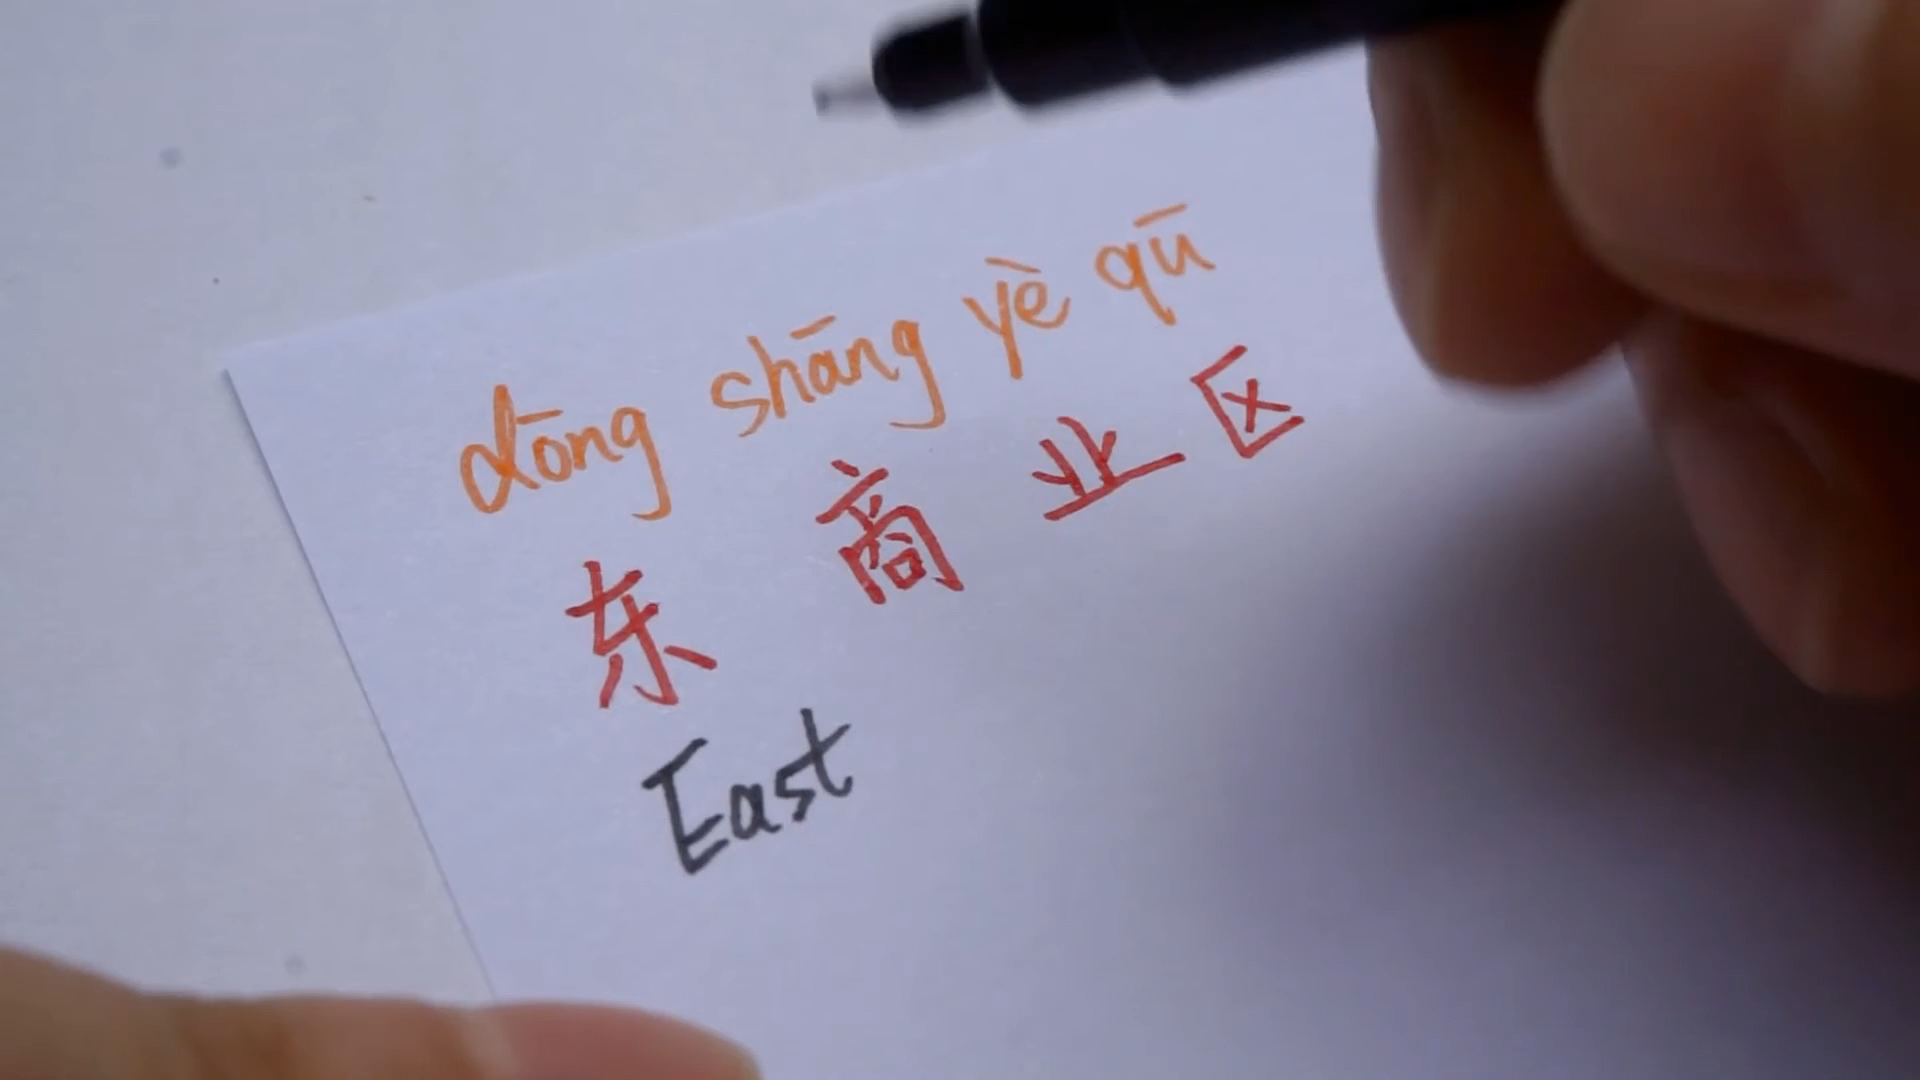 dōng shāng yè qū
东 商 业 区
East